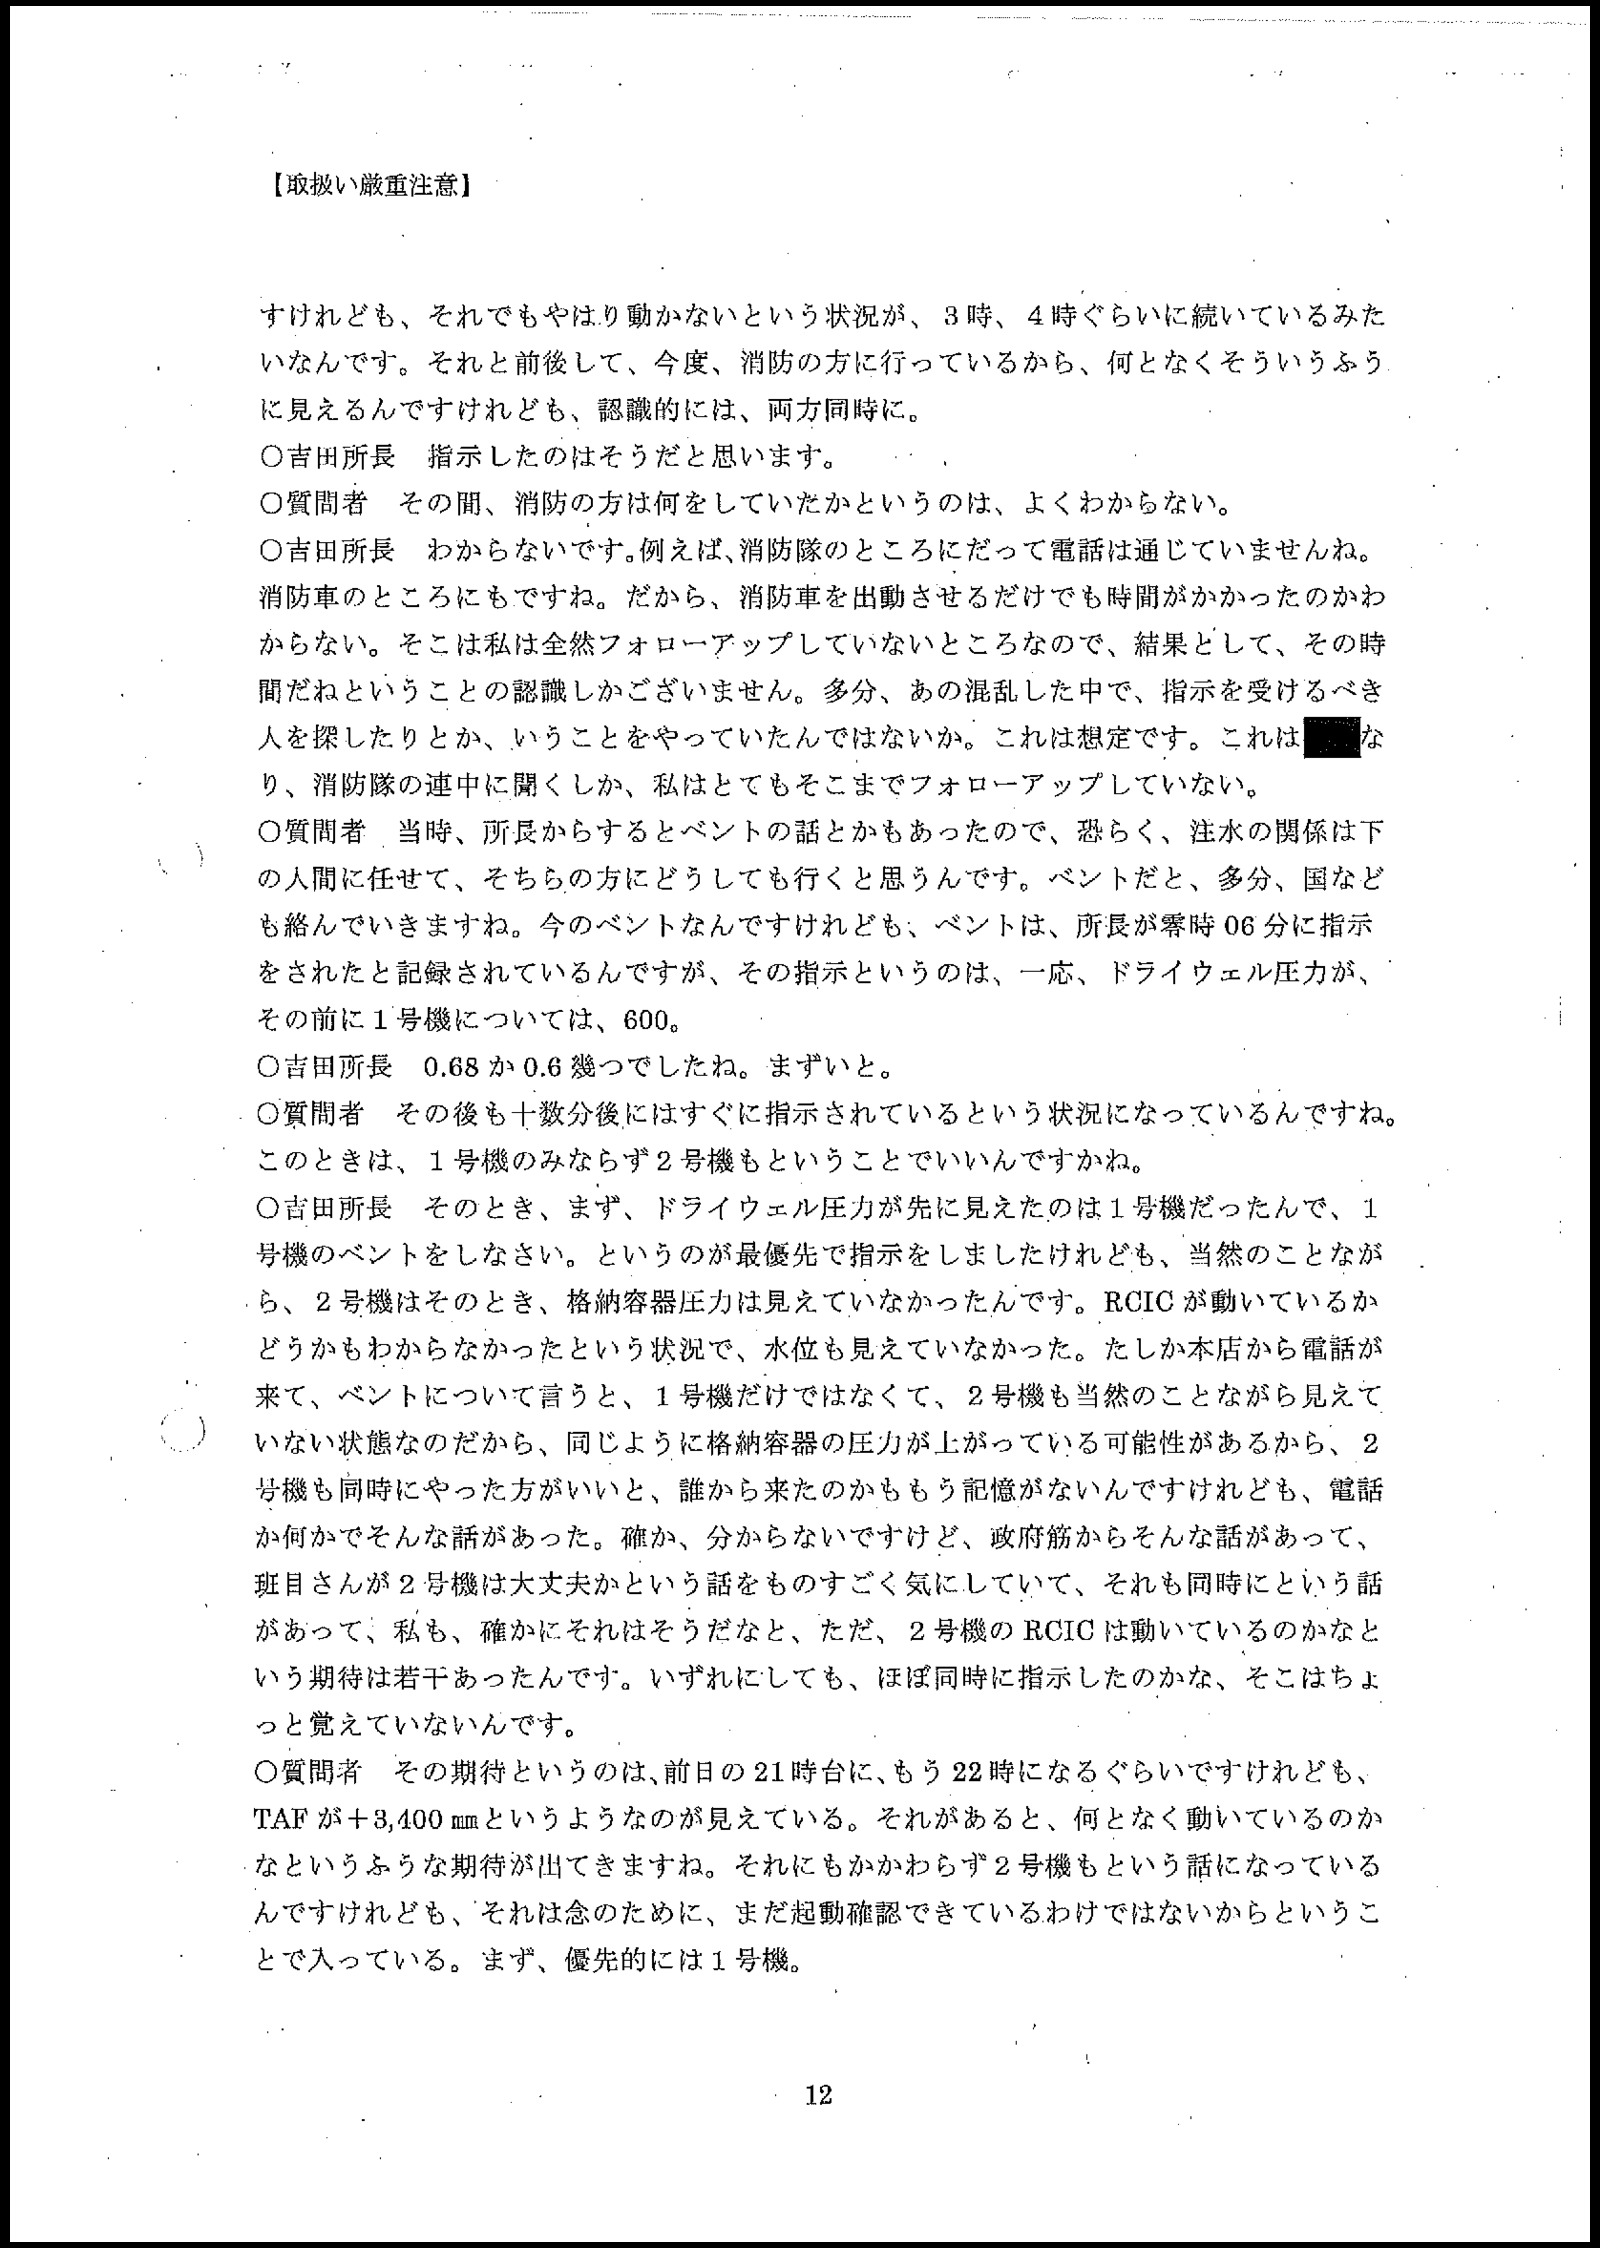 【取扱い厳重注意】
すけれども、それでもやはり動かないという状況が、３時、４時ぐらいに続いているみた
いなんです。それと前後して、今度、消防の方に行っているから、何となくそういうふう
に見えるんですけれども、認識的には、両方同時に。
○吉田所長　指示したのはそうだと思います。
○質問者　その間、消防の方は何をしていたかというのは、よくわからない。
○吉田所長　わからないです。例えば、消防隊のところにだって電話は通じていませんね。
消防車のところにもですね。だから、消防車を出動させるだけでも時間がかかったのかわ
からない。そこは私は全然フォローアップしていないところなので、結果として、その時
間だねということの認識しかございません。多分、あの混乱した中で、指示を受けるべき
人を探したりとか、いうことをやっていたんではないか。これは想定です。これは　　な
り、消防隊の連中に聞くしか、私はとてもそこまでフォローアップしていない。
○質問者　当時、所長からするとベントの話とかもあったので、恐らく、注水の関係は下
の人間に任せて、そちらの方にどうしても行くと思うんです。ベントだと、多分、国など
も絡んでいきますね。今のベントなんですけれども、ベントは、所長が零時 06 分に指示
をされたと記録されているんですが、その指示というのは、一応、ドライウェル圧力が、
その前に１号機については、600。
○吉田所長　0.68 か 0.6 幾つでしたね。まずいと。
○質問者　その後も十数分後にはすぐに指示されているという状況になっているんですね。
このときは、１号機のみならず２号機もということでいいんですかね。
○吉田所長　そのとき、まず、ドライウェル圧力が先に見えたのは１号機だったんで、１
号機のベントをしなさい。というのが最優先で指示をしましたけれども、当然のことなが
ら、２号機はそのとき、格納容器圧力は見えていなかったんです。RCIC が動いているか
どうかもわからなかったという状況で、水位も見えていなかった。たしか本店から電話が
来て、ベントについて言うと、１号機だけではなくて、２号機も当然のことながら見えて
いない状態なのだから、同じように格納容器の圧力が上がっている可能性があるから、２
号機も同時にやった方がいいと、誰から来たのかももう記憶がないんですけれども、電話
か何かでそんな話があった。確か、分からないですけど、政府筋からそんな話があって、
班目さんが２号機は大丈夫かという話をものすごく気にしていて、それも同時にという話
があって、私も、確かにそれはそうだなと、ただ、２号機の RCIC は動いているのかなと
いう期待は若干あったんです。いずれにしても、ほぼ同時に指示したのかな、そこはちょ
っと覚えていないんです。
○質問者　その期待というのは、前日の 21 時台に、もう 22 時になるぐらいですけれども、
TAF が＋3,400 ㎜というようなのが見えている。それがあると、何となく動いているのか
なというふうな期待が出てきますね。それにもかかわらず２号機もという話になっている
んですけれども、それは念のために、まだ起動確認できているわけではないからというこ
とで入っている。まず、優先的には１号機。
12